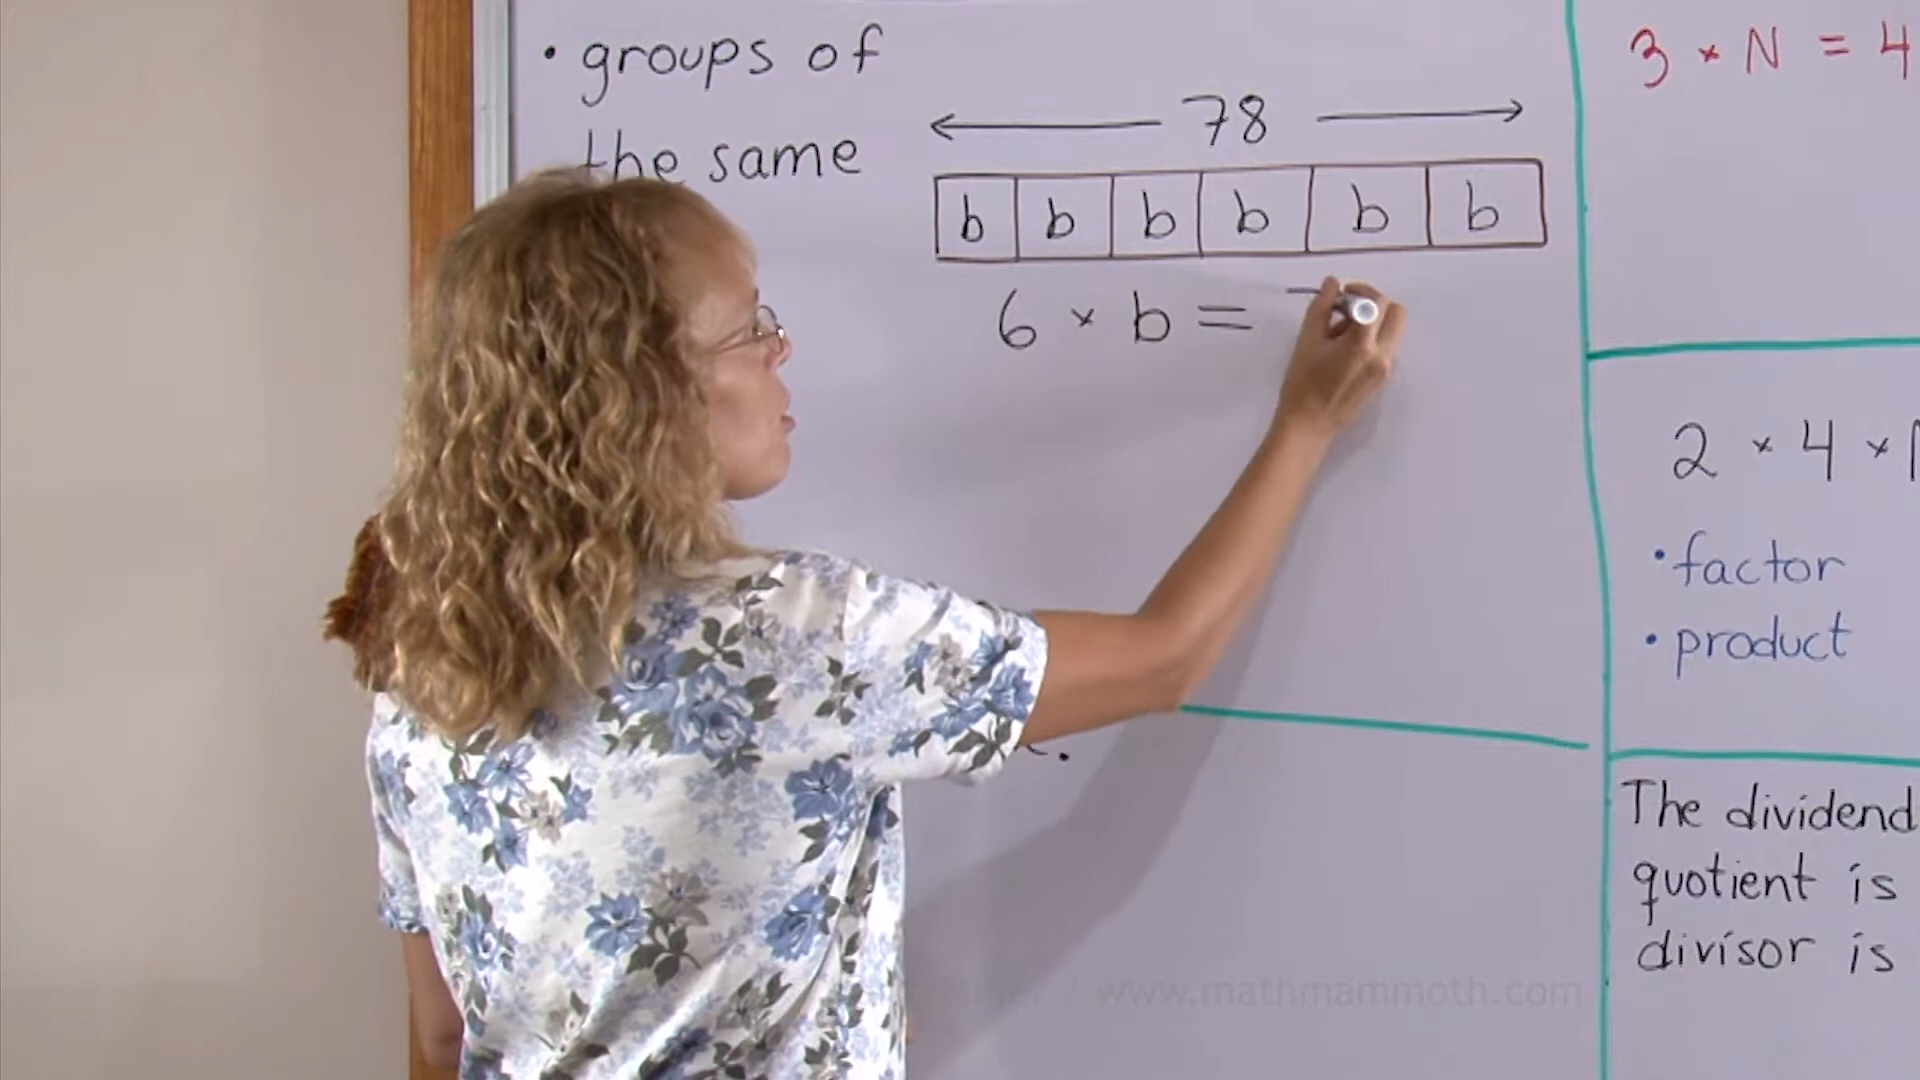 • groups of
the same
78
b b b b b b
6 × b =
3 × N = 4
2 × 4 ×
• factor
• product
The dividend
quotient is
divisor is
www.mathmammoth.com